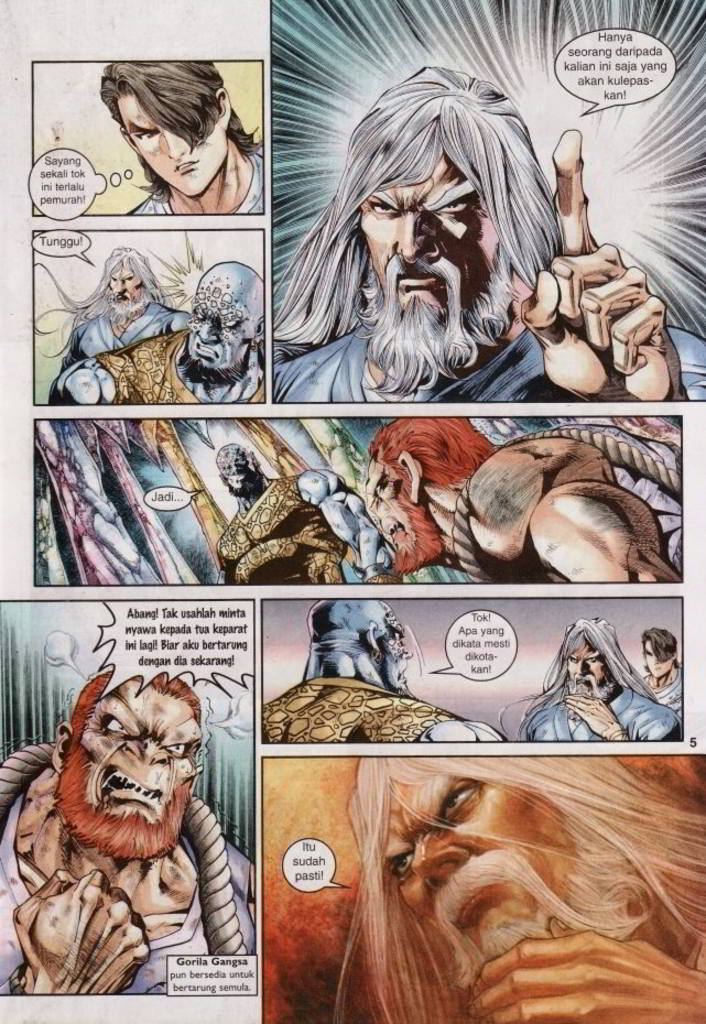 Sayang
sekali tok
ini terlalu
pemurah!
Hanya
seorang daripada
kalian ini saja yang
akan kulepas-
kan!
Tunggu!
Jadi...
Abang! Tak usahlah minta
nyawa kepada tua keparat
ini lagi! Biar aku bertarung
dengan dia sekarang!
Gorila Gangsa
pun bersedia untuk
bertarung semula.
Tok!
Apa yang
dikata mesti
dikota-
kan!
5
Itu
sudah
pasti!